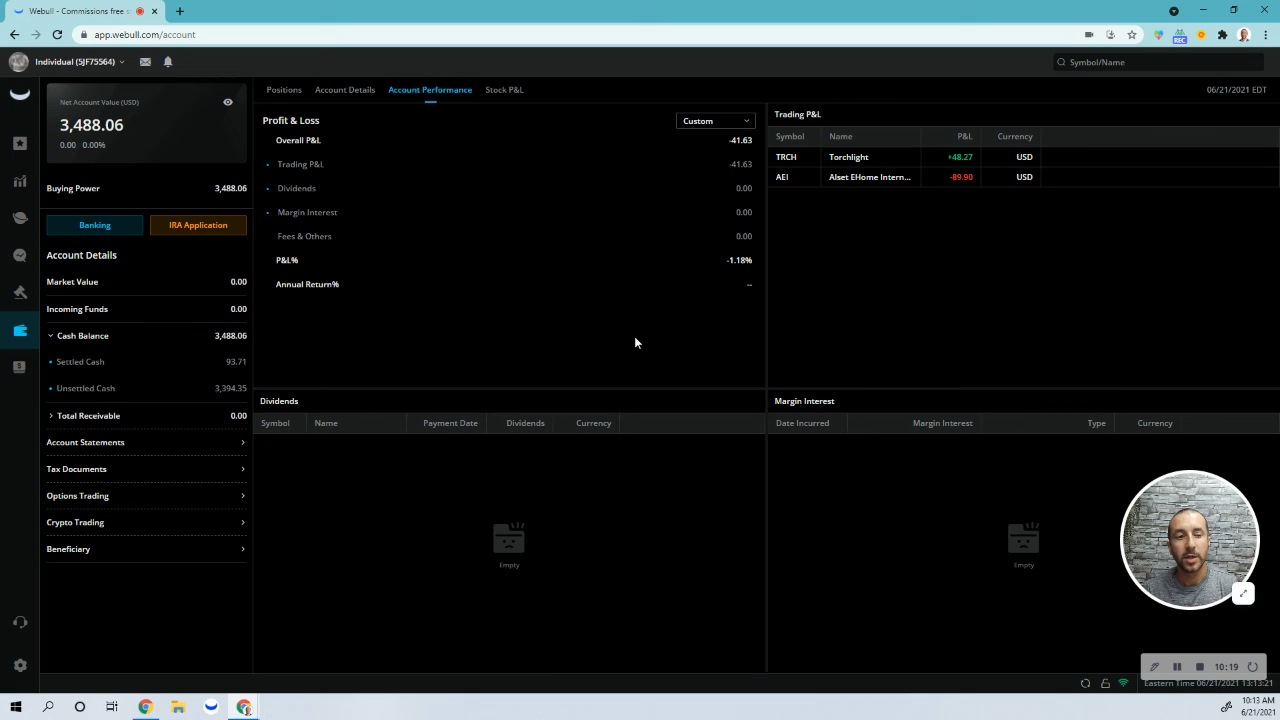 Webull - Commissions free s
app.webull.com/account
REC
Individual (5JF75564)
Symbol/Name
Net Account Value (USD)
3,488.06
0.00 0.00%
Buying Power 3,488.06
Banking IRA Application
Account Details
Market Value 0.00
Incoming Funds 0.00
Cash Balance 3,488.06
Settled Cash 93.71
Unsettled Cash 3,394.35
Total Receivable 0.00
Account Statements
Tax Documents
Options Trading
Crypto Trading
Beneficiary
Positions Account Details Account Performance Stock P&L 06/21/2021 EDT
Profit & Loss Custom
Overall P&L -41.63
Trading P&L -41.63
Dividends 0.00
Margin Interest 0.00
Fees & Others 0.00
P&L% -1.18%
Annual Return% --
Trading P&L
Symbol Name P&L Currency
TRCH Torchlight +48.27 USD
AEI Alset EHome Intern... -89.90 USD
Dividends
Symbol Name Payment Date Dividends Currency
Empty
Margin Interest
Date Incurred Margin Interest Type Currency
Empty
10:19
Eastern Time 06/21/2021 13:13:21
10:13 AM
6/21/2021